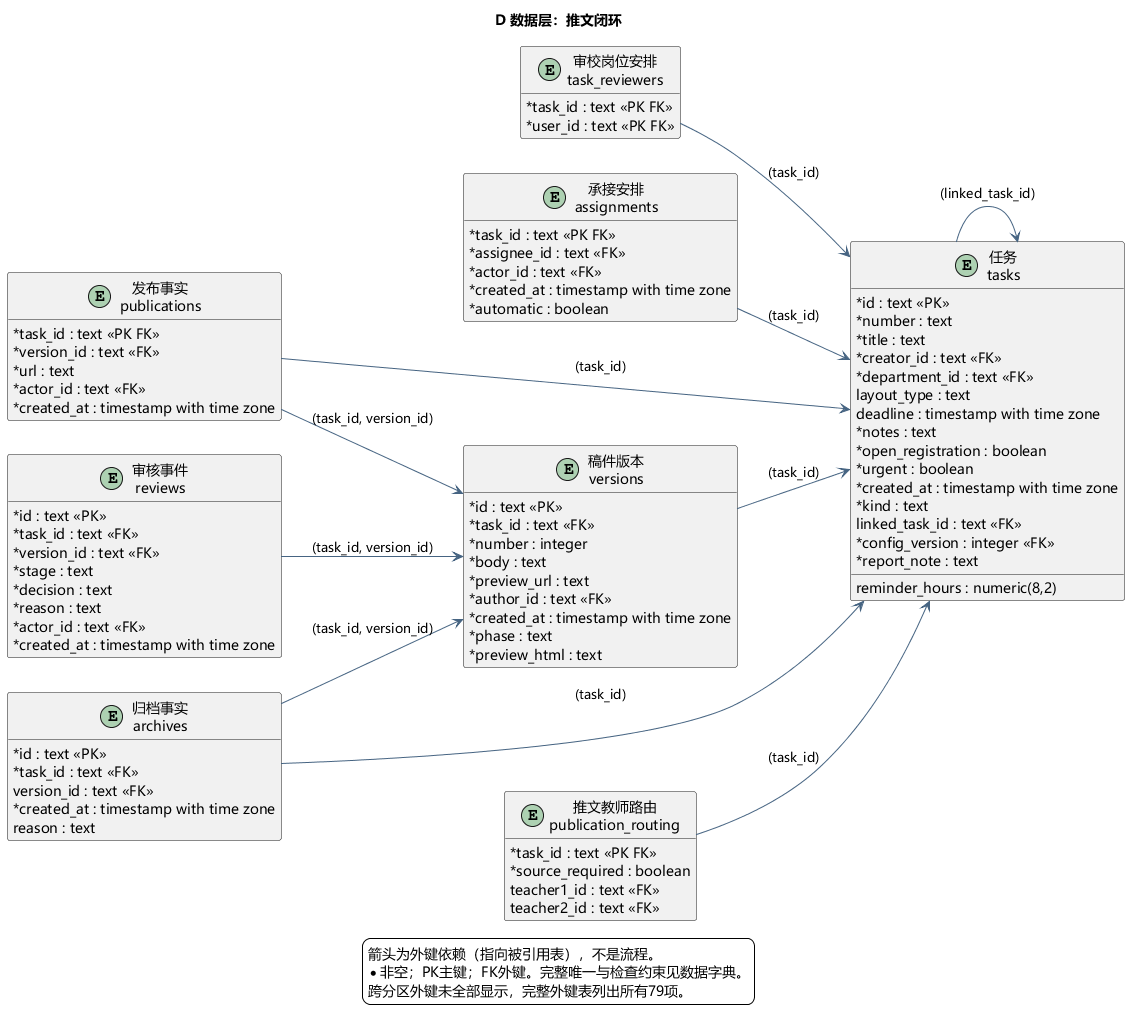 D 数据层：推文闭环
E
审校岗位安排
task_reviewers
*task_id : text «PK FK»
*user_id : text «PK FK»
(task_id)
E
承接安排
assignments
*task_id : text «PK FK»
*assignee_id : text «FK»
*actor_id : text «FK»
*created_at : timestamp with time zone
*automatic : boolean
(task_id)
(linked_task_id)
E
任务
tasks
*id : text «PK»
*number : text
*title : text
*creator_id : text «FK»
*department_id : text «FK»
layout_type : text
deadline : timestamp with time zone
*notes : text
*open_registration : boolean
*urgent : boolean
*created_at : timestamp with time zone
*kind : text
linked_task_id : text «FK»
*config_version : integer «FK»
*report_note : text
reminder_hours : numeric(8,2)
E
发布事实
publications
*task_id : text «PK FK»
*version_id : text «FK»
*url : text
*actor_id : text «FK»
*created_at : timestamp with time zone
(task_id)
(task_id, version_id)
E
审核事件
reviews
*id : text «PK»
*task_id : text «FK»
*version_id : text «FK»
*stage : text
*decision : text
*reason : text
*actor_id : text «FK»
*created_at : timestamp with time zone
(task_id, version_id)
E
稿件版本
versions
*id : text «PK»
*task_id : text «FK»
*number : integer
*body : text
*preview_url : text
*author_id : text «FK»
*created_at : timestamp with time zone
*phase : text
*preview_html : text
(task_id)
(task_id, version_id)
E
归档事实
archives
*id : text «PK»
*task_id : text «FK»
version_id : text «FK»
*created_at : timestamp with time zone
reason : text
(task_id)
E
推文教师路由
publication_routing
*task_id : text «PK FK»
*source_required : boolean
teacher1_id : text «FK»
teacher2_id : text «FK»
(task_id)
箭头为外键依赖（指向被引用表），不是流程。
• 非空；PK主键；FK外键。完整唯一与检查约束见数据字典。
跨分区外键未全部显示，完整外键表列出所有79项。